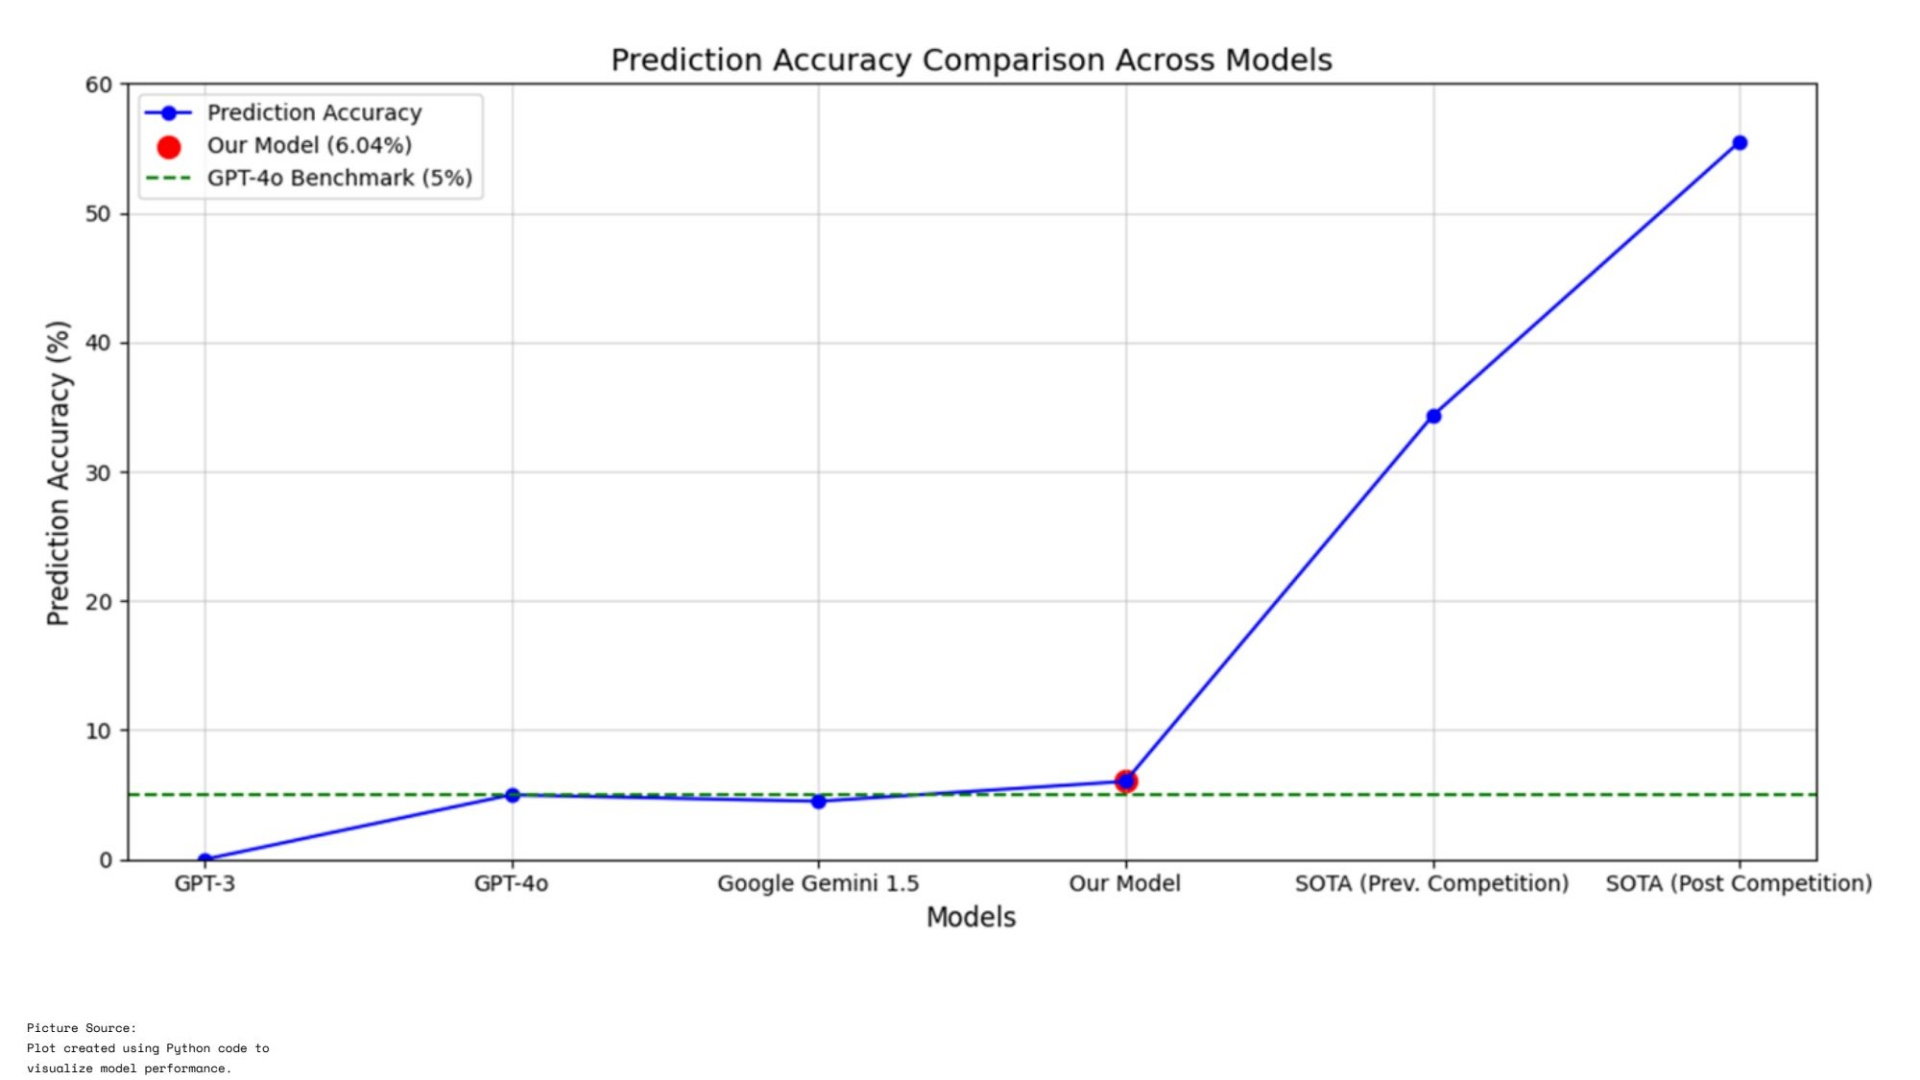 Prediction Accuracy Comparison Across Models
Prediction Accuracy
Our Model (6.04%)
GPT-4o Benchmark (5%)
Prediction Accuracy (%)
60
50
40
30
20
10
0
GPT-3 GPT-4o Google Gemini 1.5 Our Model SOTA (Prev. Competition) SOTA (Post Competition)
Models
Picture Source:
Plot created using Python code to
visualize model performance.